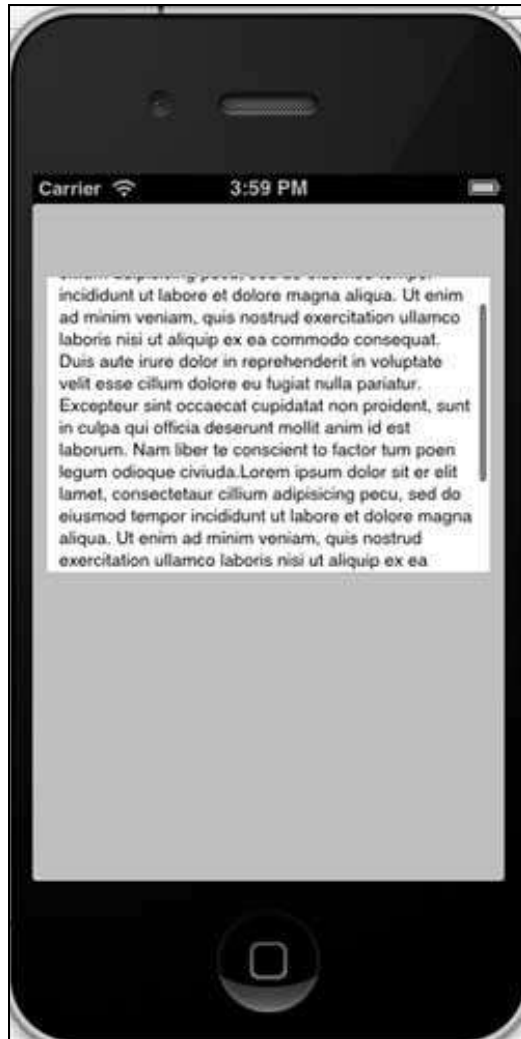 Carrier 3:59 PM
incididunt ut labore et dolore magna aliqua. Ut enim
ad minim veniam, quis nostrud exercitation ullamco
laboris nisi ut aliquip ex ea commodo consequat.
Duis aute irure dolor in reprehenderit in voluptate
velit esse cillum dolore eu fugiat nulla pariatur.
Excepteur sint occaecat cupidatat non proident, sunt
in culpa qui officia deserunt mollit anim id est
laborum. Nam liber te conscient to factor tum poen
legum odioque civiuda.Lorem ipsum dolor sit er elit
lamet, consectetaur cillium adipisicing pecu, sed do
eiusmod tempor incididunt ut labore et dolore magna
aliqua. Ut enim ad minim veniam, quis nostrud
exercitation ullamco laboris nisi ut aliquip ex ea